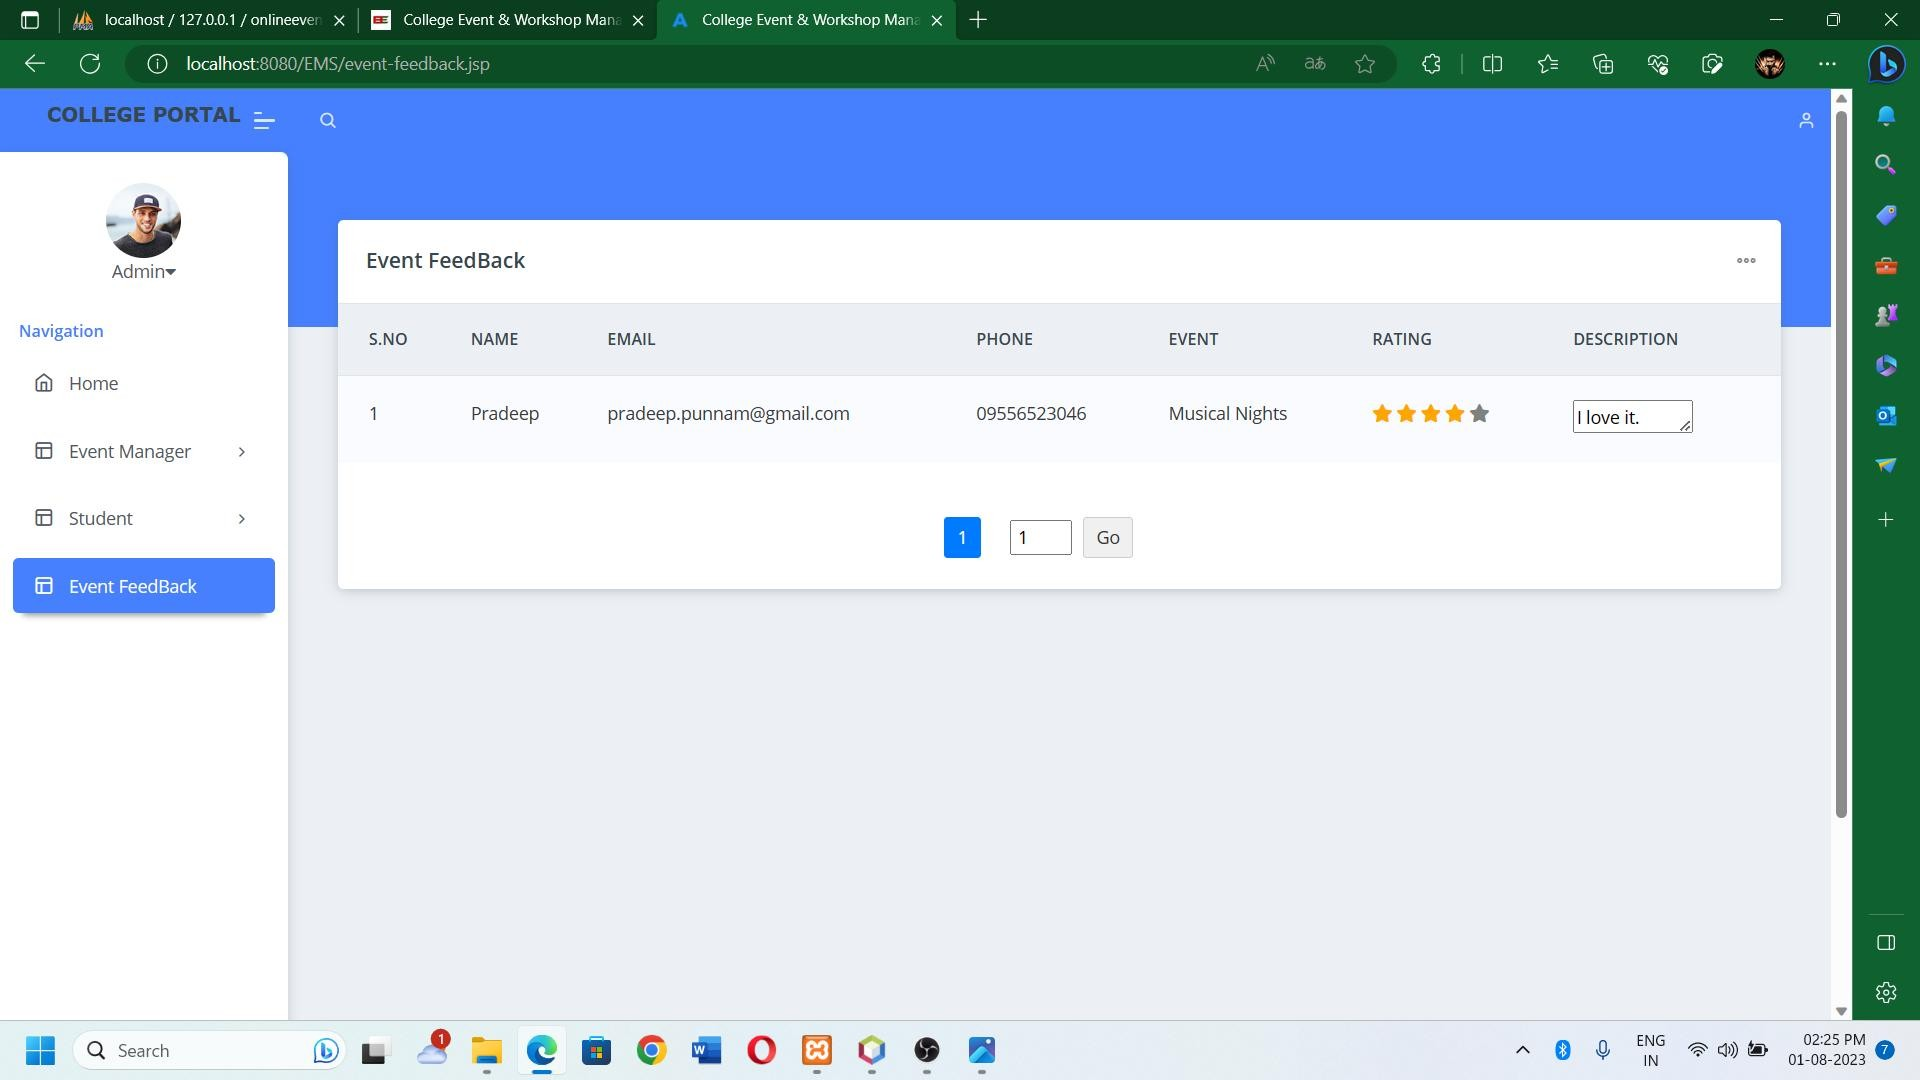 localhost / 127.0.0.1 / onlineeven
College Event & Workshop Mana
College Event & Workshop Mana
localhost:8080/EMS/event-feedback.jsp
COLLEGE PORTAL
Admin
Navigation
Home
Event Manager
Student
Event FeedBack
Event FeedBack
S.NO NAME EMAIL PHONE EVENT RATING DESCRIPTION
1 Pradeep pradeep.punnam@gmail.com 09556523046 Musical Nights I love it.
1 1 Go
Search
1
ENG
IN
02:25 PM
01-08-2023
7